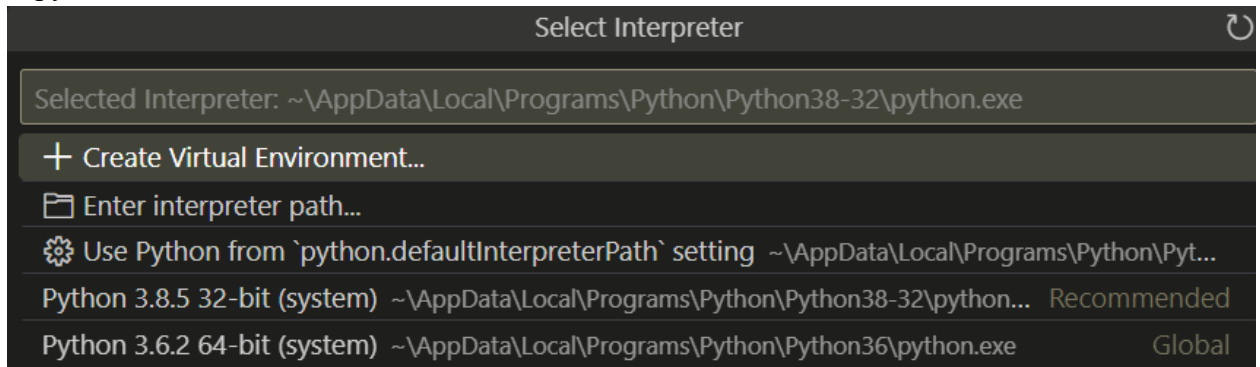 Select Interpreter
Selected Interpreter: ~\AppData\Local\Programs\Python\Python38-32\python.exe
Create Virtual Environment...
Enter interpreter path...
Use Python from `python.defaultInterpreterPath` setting ~\AppData\Local\Programs\Python\Pyt...
Python 3.8.5 32-bit (system) ~\AppData\Local\Programs\Python\Python38-32\python... Recommended
Python 3.6.2 64-bit (system) ~\AppData\Local\Programs\Python\Python36\python.exe Global